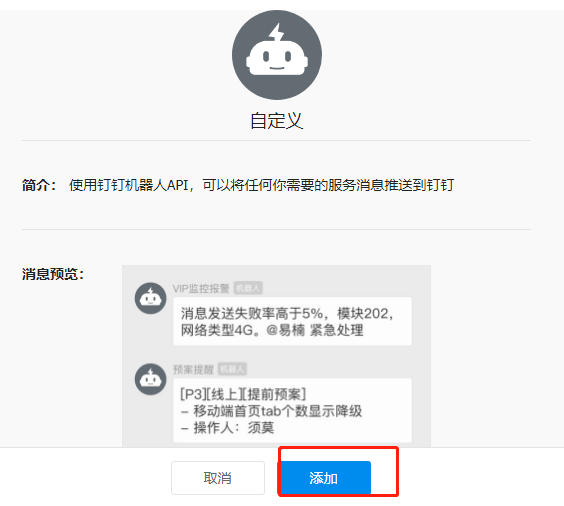 自定义
简介： 使用钉钉机器人API，可以将任何你需要的服务消息推送到钉钉
消息预览：
VIP监控报警 机器人
消息发送失败率高于5%，模块202，
网络类型4G。@易楠 紧急处理
预案提醒 机器人
[P3][线上][提前预案]
- 移动端首页tab个数显示降级
- 操作人：须莫
取消 添加